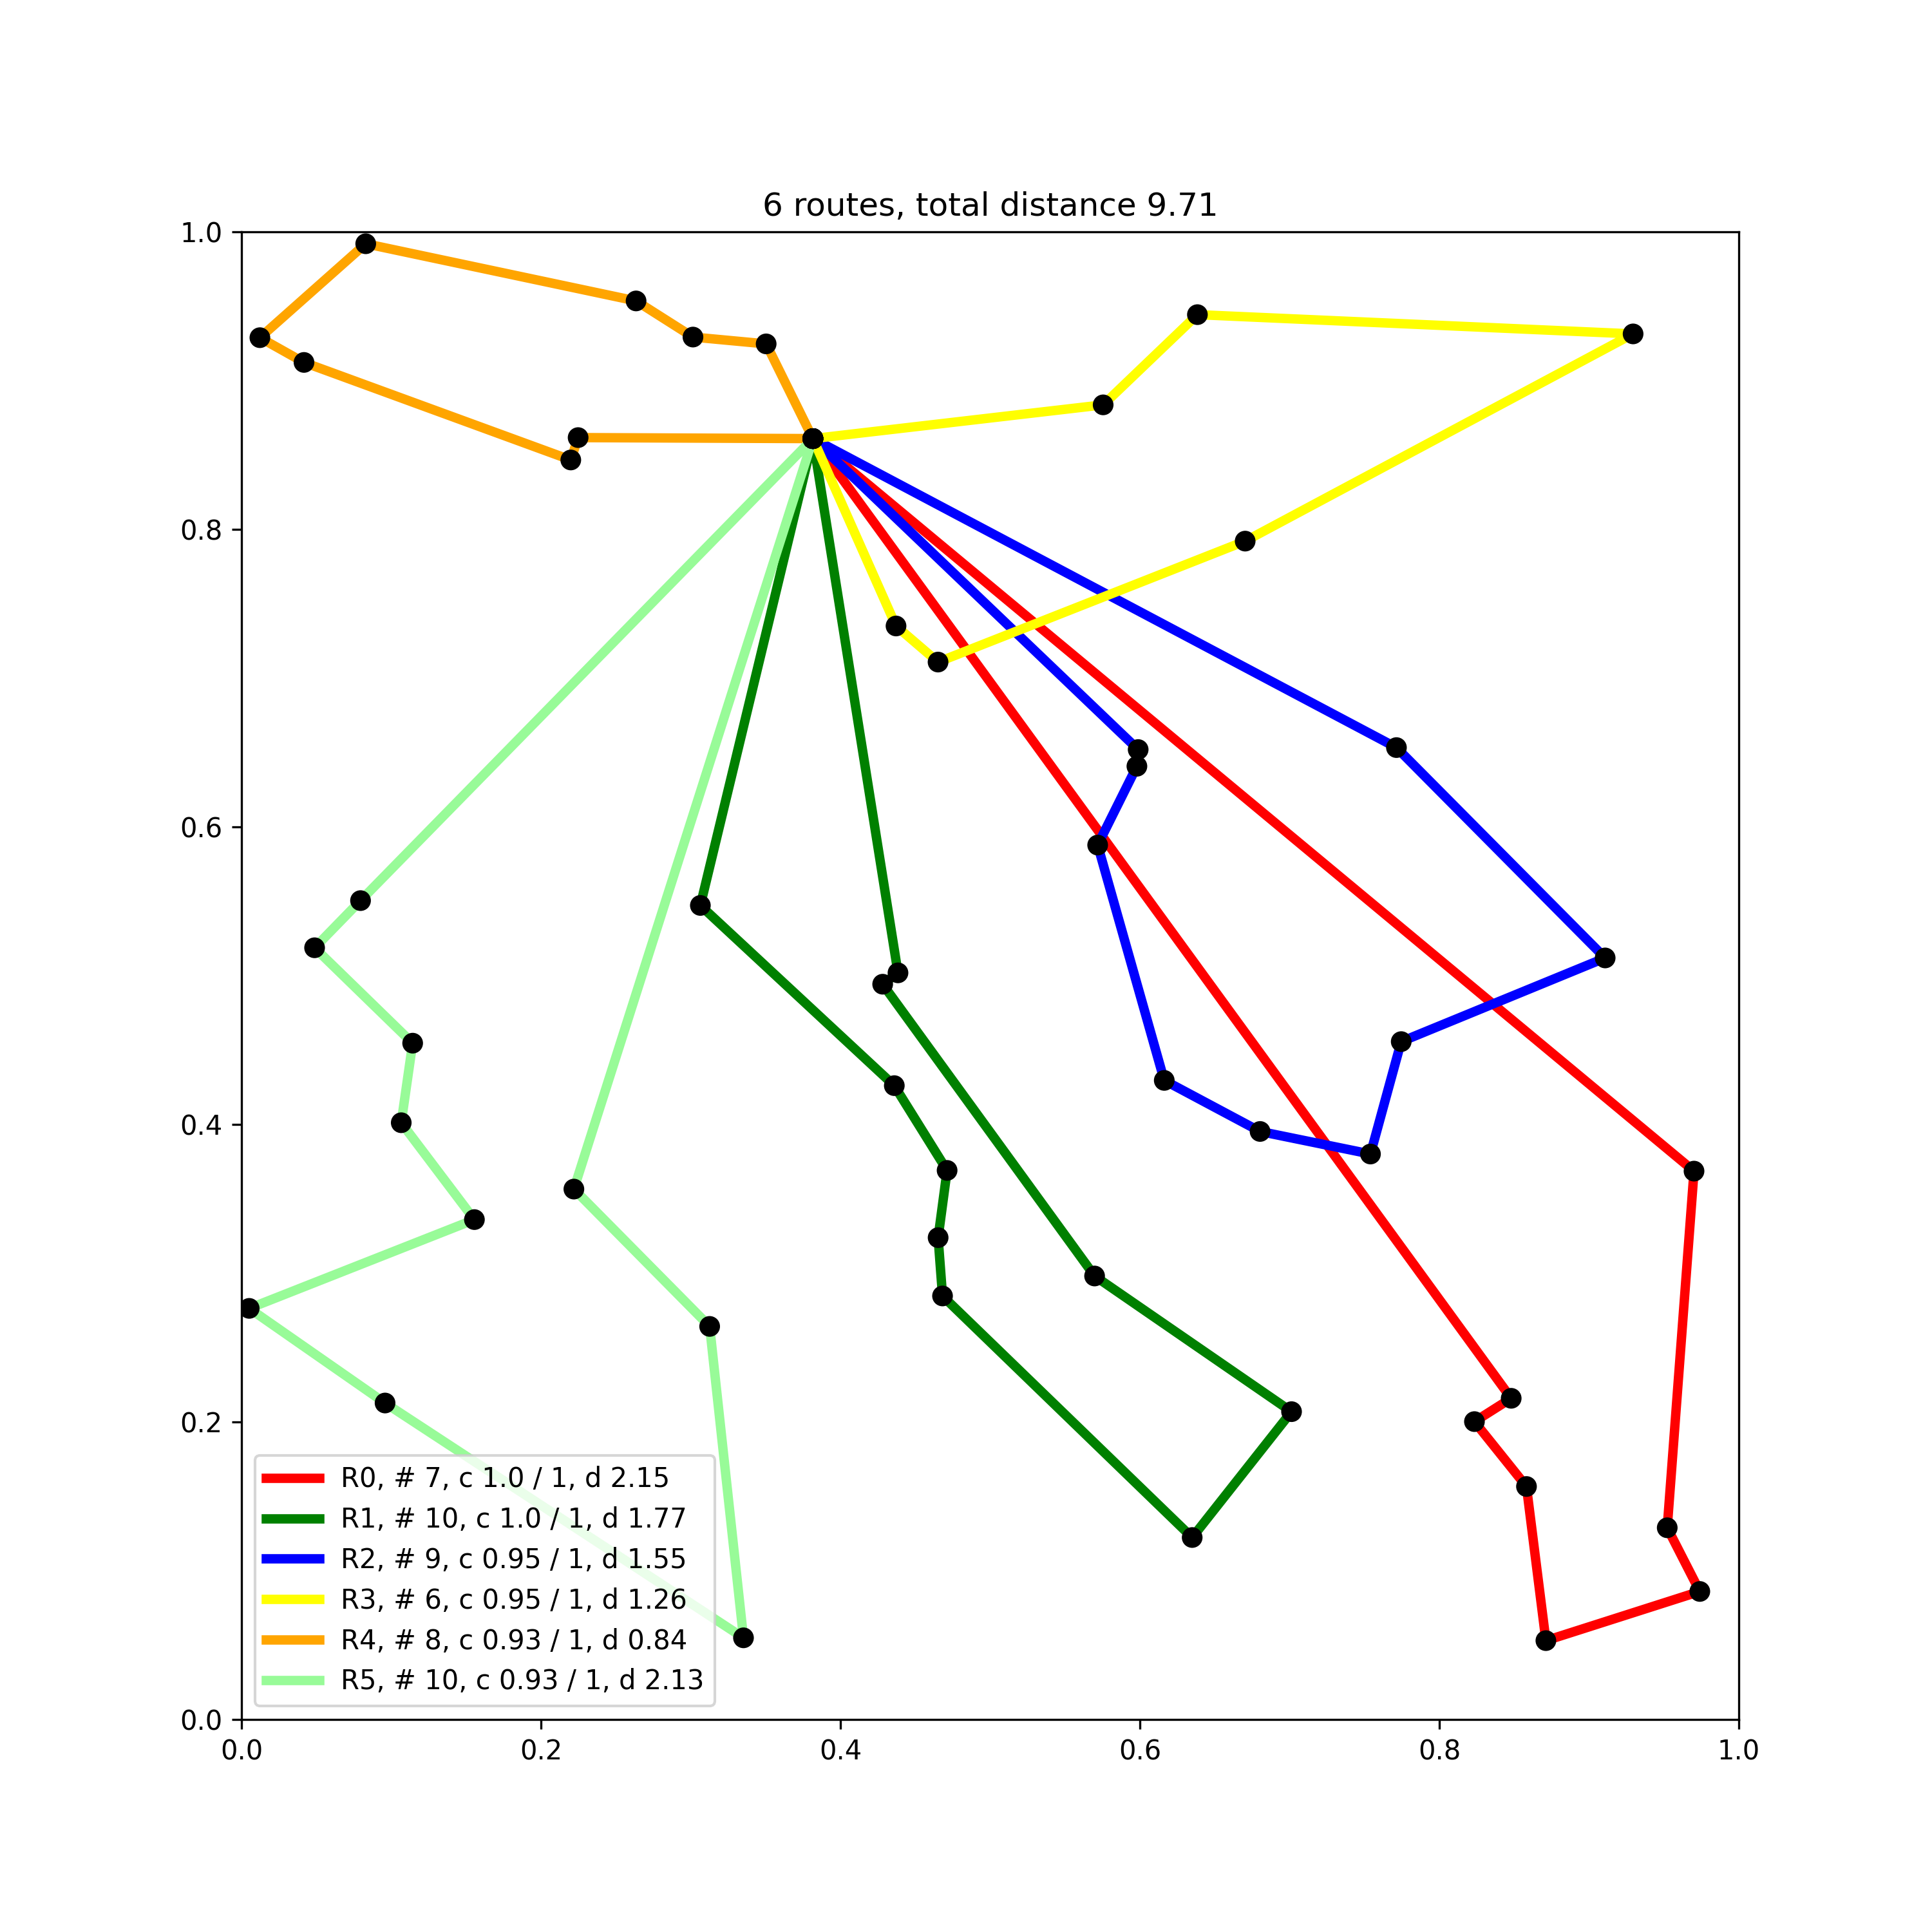 6 routes, total distance 9.71
1.0
0.8
0.6
0.4
0.2
0.0
R0, # 7, c 1.0 / 1, d 2.15
R1, # 10, c 1.0 / 1, d 1.77
R2, # 9, c 0.95 / 1, d 1.55
R3, # 6, c 0.95 / 1, d 1.26
R4, # 8, c 0.93 / 1, d 0.84
R5, # 10, c 0.93 / 1, d 2.13
0.0 0.2 0.4 0.6 0.8 1.0